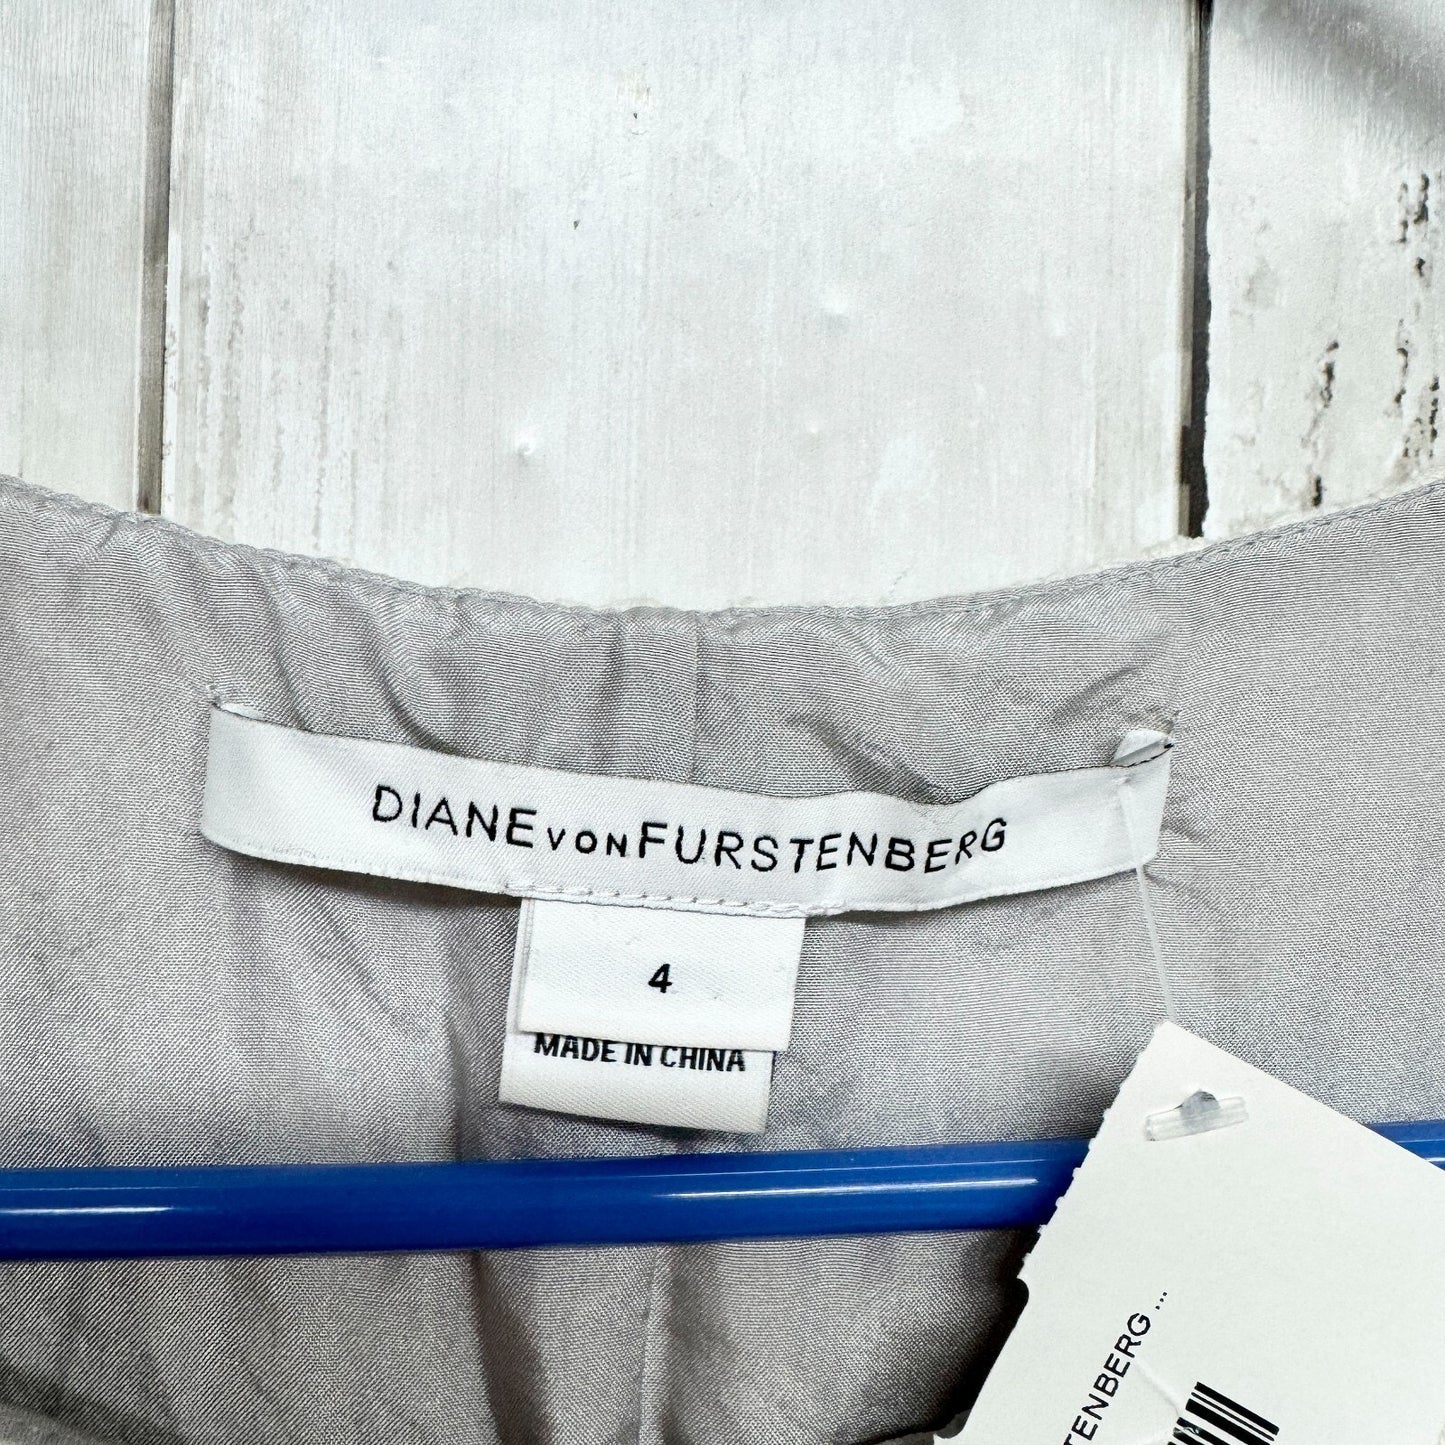 DIANE VON FURSTENBERG
4
MADE IN CHINA
TENBERG...